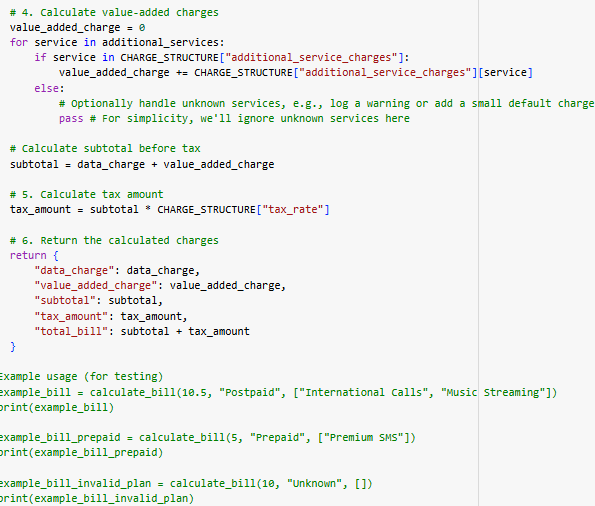 # 4. Calculate value-added charges
value_added_charge = 0
for service in additional_services:
if service in CHARGE_STRUCTURE["additional_service_charges"]:
value_added_charge += CHARGE_STRUCTURE["additional_service_charges"][service]
else:
# Optionally handle unknown services, e.g., log a warning or add a small default charge
pass # For simplicity, we'll ignore unknown services here
# Calculate subtotal before tax
subtotal = data_charge + value_added_charge
# 5. Calculate tax amount
tax_amount = subtotal * CHARGE_STRUCTURE["tax_rate"]
# 6. Return the calculated charges
return {
"data_charge": data_charge,
"value_added_charge": value_added_charge,
"subtotal": subtotal,
"tax_amount": tax_amount,
"total_bill": subtotal + tax_amount
}
Example usage (for testing)
example_bill = calculate_bill(10.5, "Postpaid", ["International Calls", "Music Streaming"])
print(example_bill)
example_bill_prepaid = calculate_bill(5, "Prepaid", ["Premium SMS"])
print(example_bill_prepaid)
example_bill_invalid_plan = calculate_bill(10, "Unknown", [])
print(example_bill_invalid_plan)